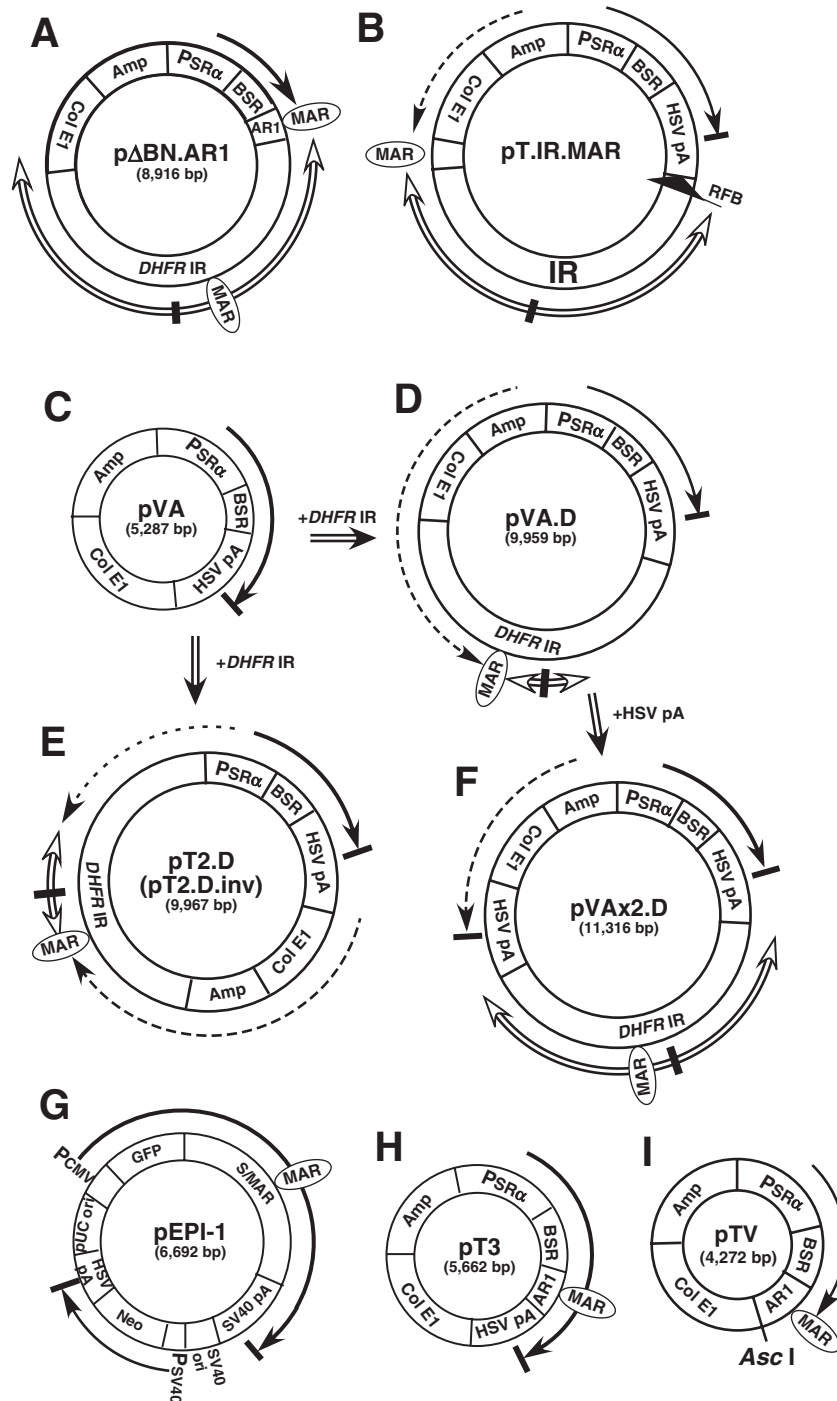 A
Amp
PSRα
BSR
AR1
MAR
Col E1
pΔBN.AR1
(8,916 bp)
DHFR IR
MAR
B
Amp
PSRα
BSR
HSV pA
Col E1
MAR
pT.IR.MAR
RFB
IR
C
Amp
PSRα
BSR
HSV pA
Col E1
pVA
(5,287 bp)
+DHFR IR
+DHFR IR
D
Amp
PSRα
BSR
HSV pA
Col E1
pVA.D
(9,959 bp)
DHFR IR
MAR
+HSV pA
E
PSRα
BSR
HSV pA
Col E1
Amp
DHFR IR
MAR
pT2.D
(pT2.D.inv)
(9,967 bp)
F
Amp
PSRα
BSR
HSV pA
Col E1
HSV pA
pVAx2.D
(11,316 bp)
DHFR IR
MAR
G
PCMV
GFP
S/MAR
MAR
pUC ori
HSV
pA
pEPI-1
(6,692 bp)
Neo
SV40 pA
PSV40
SV40
ori
H
Amp
PSRα
BSR
AR1
MAR
HSV pA
Col E1
pT3
(5,662 bp)
I
Amp
PSRα
BSR
AR1
MAR
Col E1
pTV
(4,272 bp)
Asc I